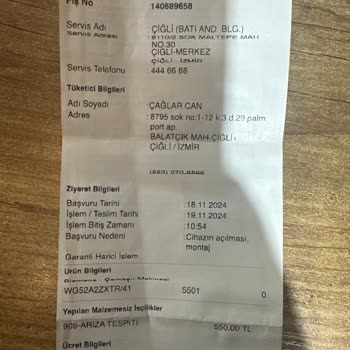 Fiş No 140689658
Servis Adı :ÇİĞLİ (BATI AND. BLG.)
Servis Adresi :8110/2 SOK MALTEPE MAH
NO.30
ÇİĞLİ-MERKEZ
ÇİĞLİ - İZMİR
Servis Telefonu :444 66 88
Tüketici Bilgileri
Adı Soyadı :ÇAĞLAR CAN
Adres : 8795 sok no:1-12 k.3 d.29 palm
port ap
BALATÇIK MAH-ÇİĞLİ-
ÇİĞLİ / İZMİR
Ziyaret Bilgileri
Başvuru Tarihi :18.11.2024
İşlem / Teslim Tarihi :19.11.2024
İşlem Bitiş Zamanı :10:54
Başvuru Nedeni :Cihazın açılması,
montaj
Garanti Harici İşlem
Ürün Bilgileri
Siemens - Çamaşır Makinesi
WG52A2ZXTR/41 5501 0
Yapılan Malzemesiz İşçilikler
909-ARIZA TESPİTİ 550,00 TL
Ücret Bilgileri